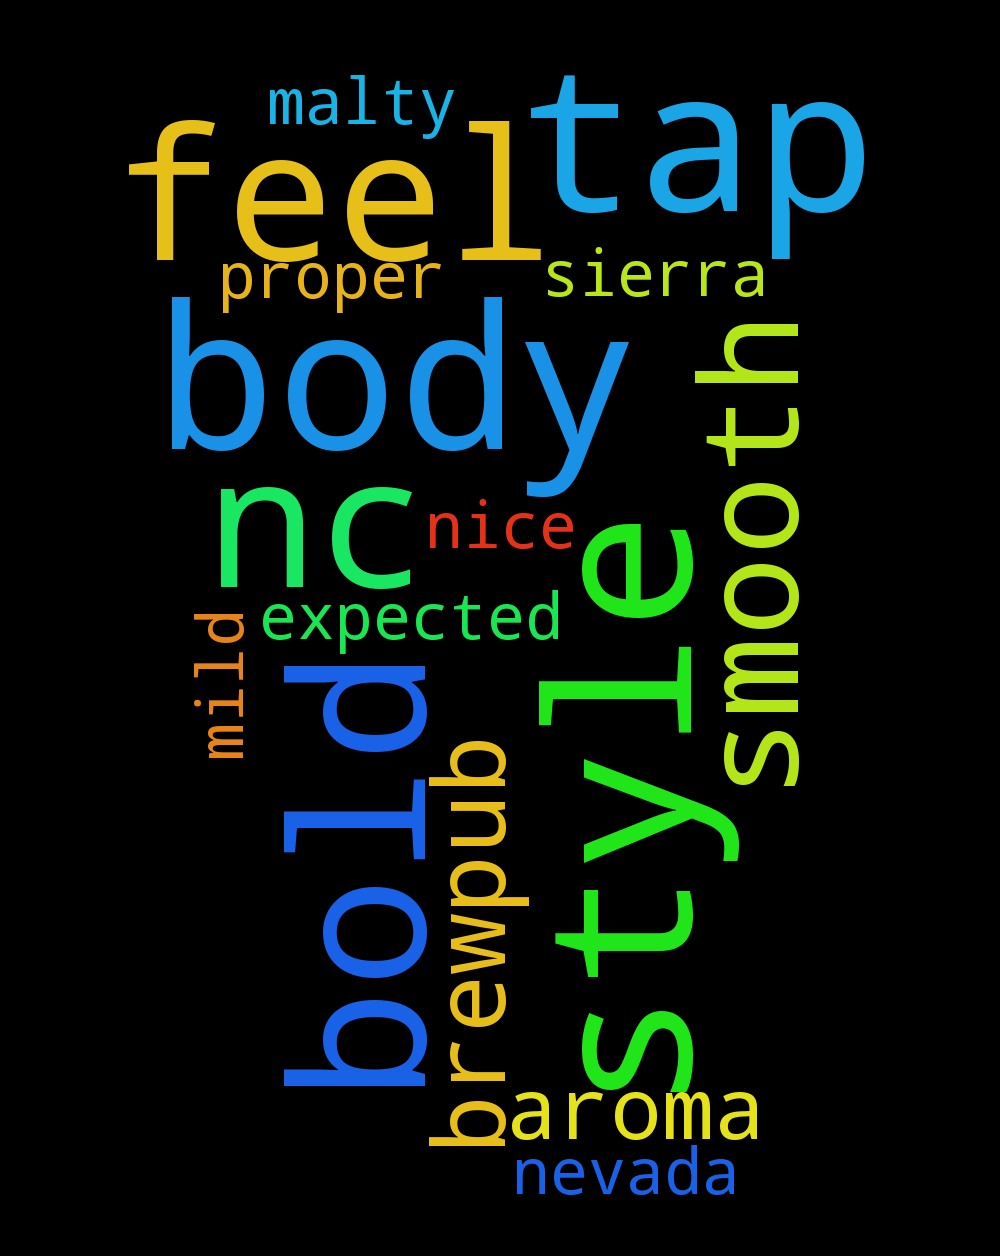 malty
tap
feel
proper
sierra
body
smooth
nc
nice
style
expected
mild
bold
brewpub
aroma
nevada